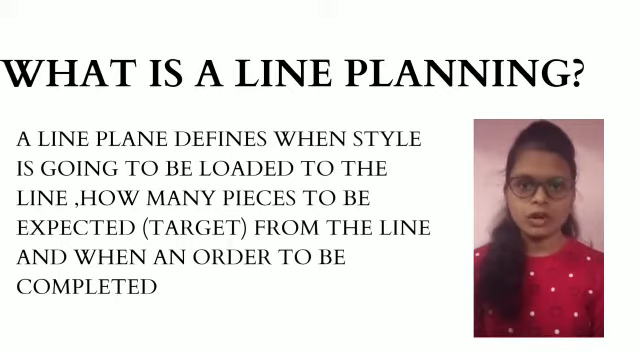 WHAT IS A LINE PLANNING?
A LINE PLANE DEFINES WHEN STYLE
IS GOING TO BE LOADED TO THE
LINE ,HOW MANY PIECES TO BE
EXPECTED (TARGET) FROM THE LINE
AND WHEN AN ORDER TO BE
COMPLETED